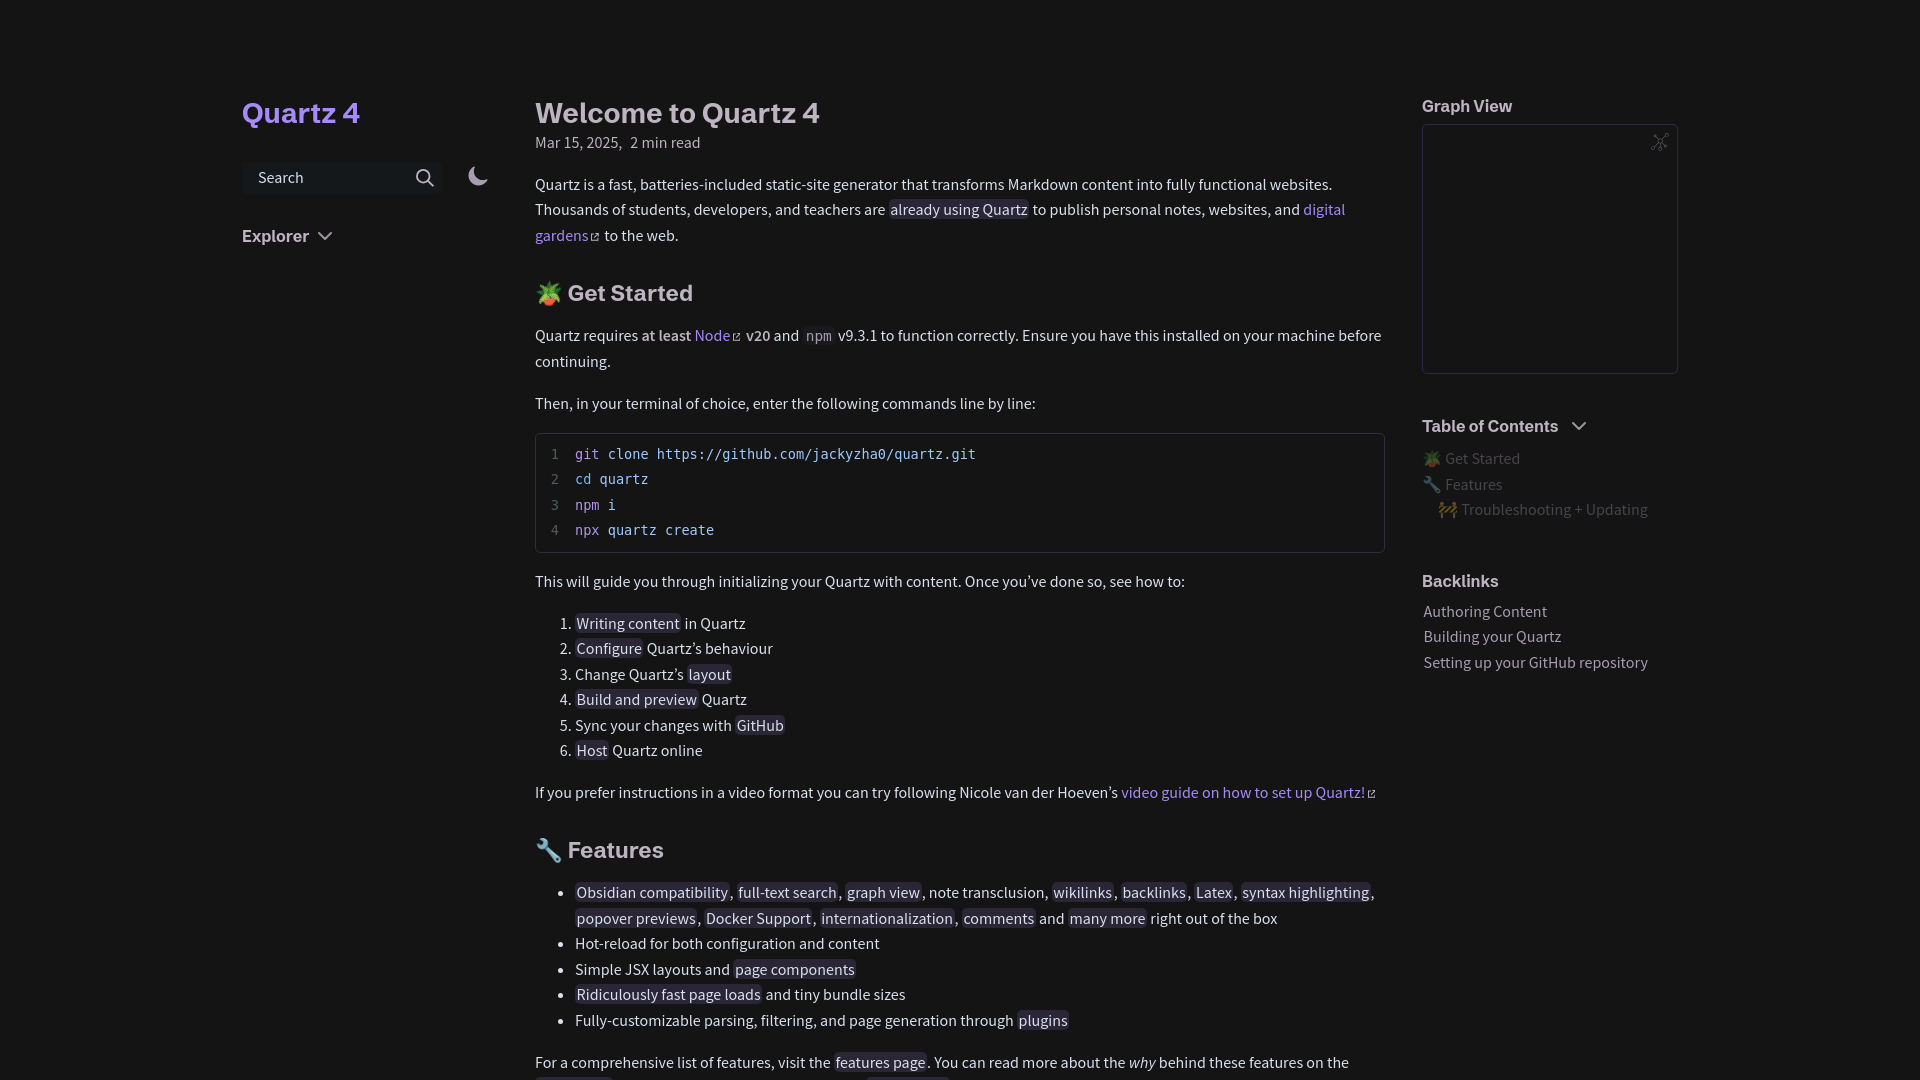 Quartz 4
Search
Explorer
Welcome to Quartz 4
Mar 15, 2025, 2 min read
Quartz is a fast, batteries-included static-site generator that transforms Markdown content into fully functional websites.
Thousands of students, developers, and teachers are already using Quartz to publish personal notes, websites, and digital
gardens to the web.
🪴 Get Started
Quartz requires at least Node v20 and npm v9.3.1 to function correctly. Ensure you have this installed on your machine before
continuing.
Then, in your terminal of choice, enter the following commands line by line:
1 git clone https://github.com/jackyzha0/quartz.git
2 cd quartz
3 npm i
4 npx quartz create
This will guide you through initializing your Quartz with content. Once you’ve done so, see how to:
1. Writing content in Quartz
2. Configure Quartz’s behaviour
3. Change Quartz’s layout
4. Build and preview Quartz
5. Sync your changes with GitHub
6. Host Quartz online
If you prefer instructions in a video format you can try following Nicole van der Hoeven’s video guide on how to set up Quartz!
🔧 Features
• Obsidian compatibility, full-text search, graph view, note transclusion, wikilinks, backlinks, Latex, syntax highlighting,
popover previews, Docker Support, internationalization, comments and many more right out of the box
• Hot-reload for both configuration and content
• Simple JSX layouts and page components
• Ridiculously fast page loads and tiny bundle sizes
• Fully-customizable parsing, filtering, and page generation through plugins
For a comprehensive list of features, visit the features page. You can read more about the why behind these features on the
Graph View
Table of Contents
🪴 Get Started
🔧 Features
🚧 Troubleshooting + Updating
Backlinks
Authoring Content
Building your Quartz
Setting up your GitHub repository